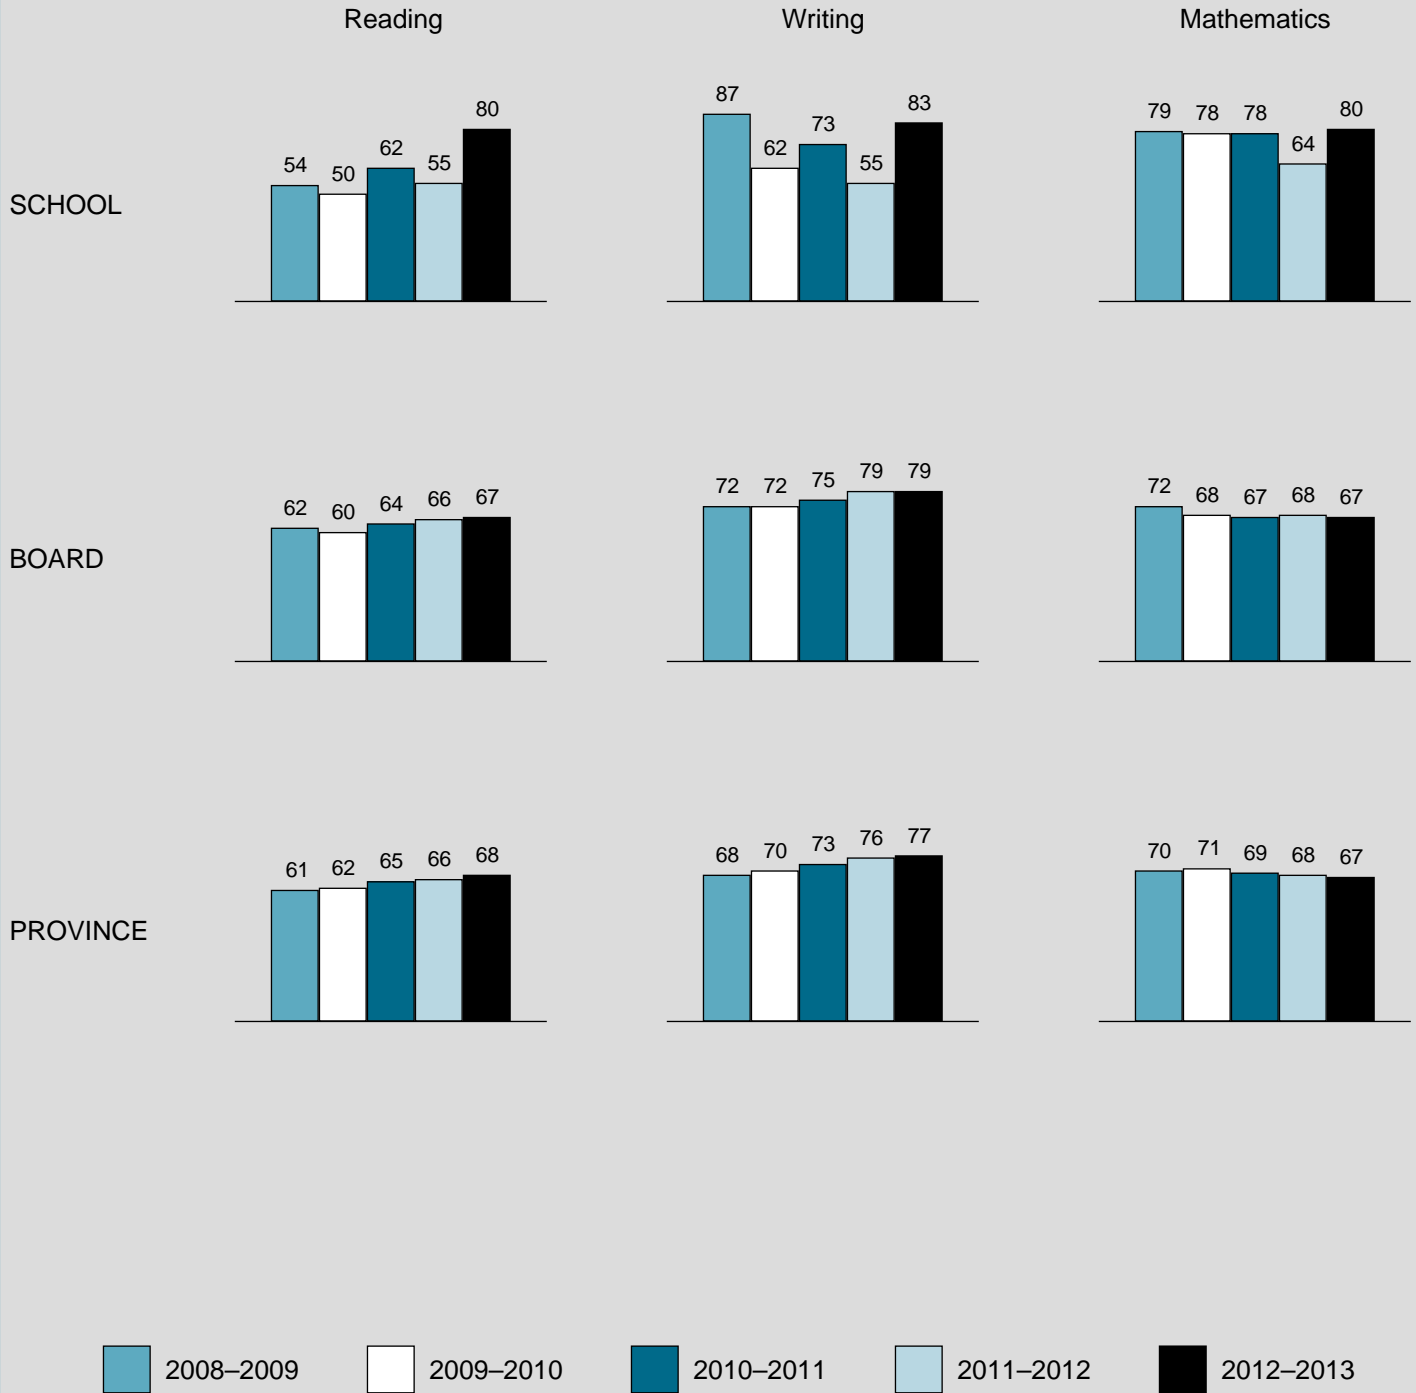 Reading Writing Mathematics
54 50 62 55 80 87 62 73 55 83 79 78 78 64 80
SCHOOL
62 60 64 66 67 72 72 75 79 79 72 68 67 68 67
BOARD
61 62 65 66 68 68 70 73 76 77 70 71 69 68 67
PROVINCE
2008–2009 2009–2010 2010–2011 2011–2012 2012–2013